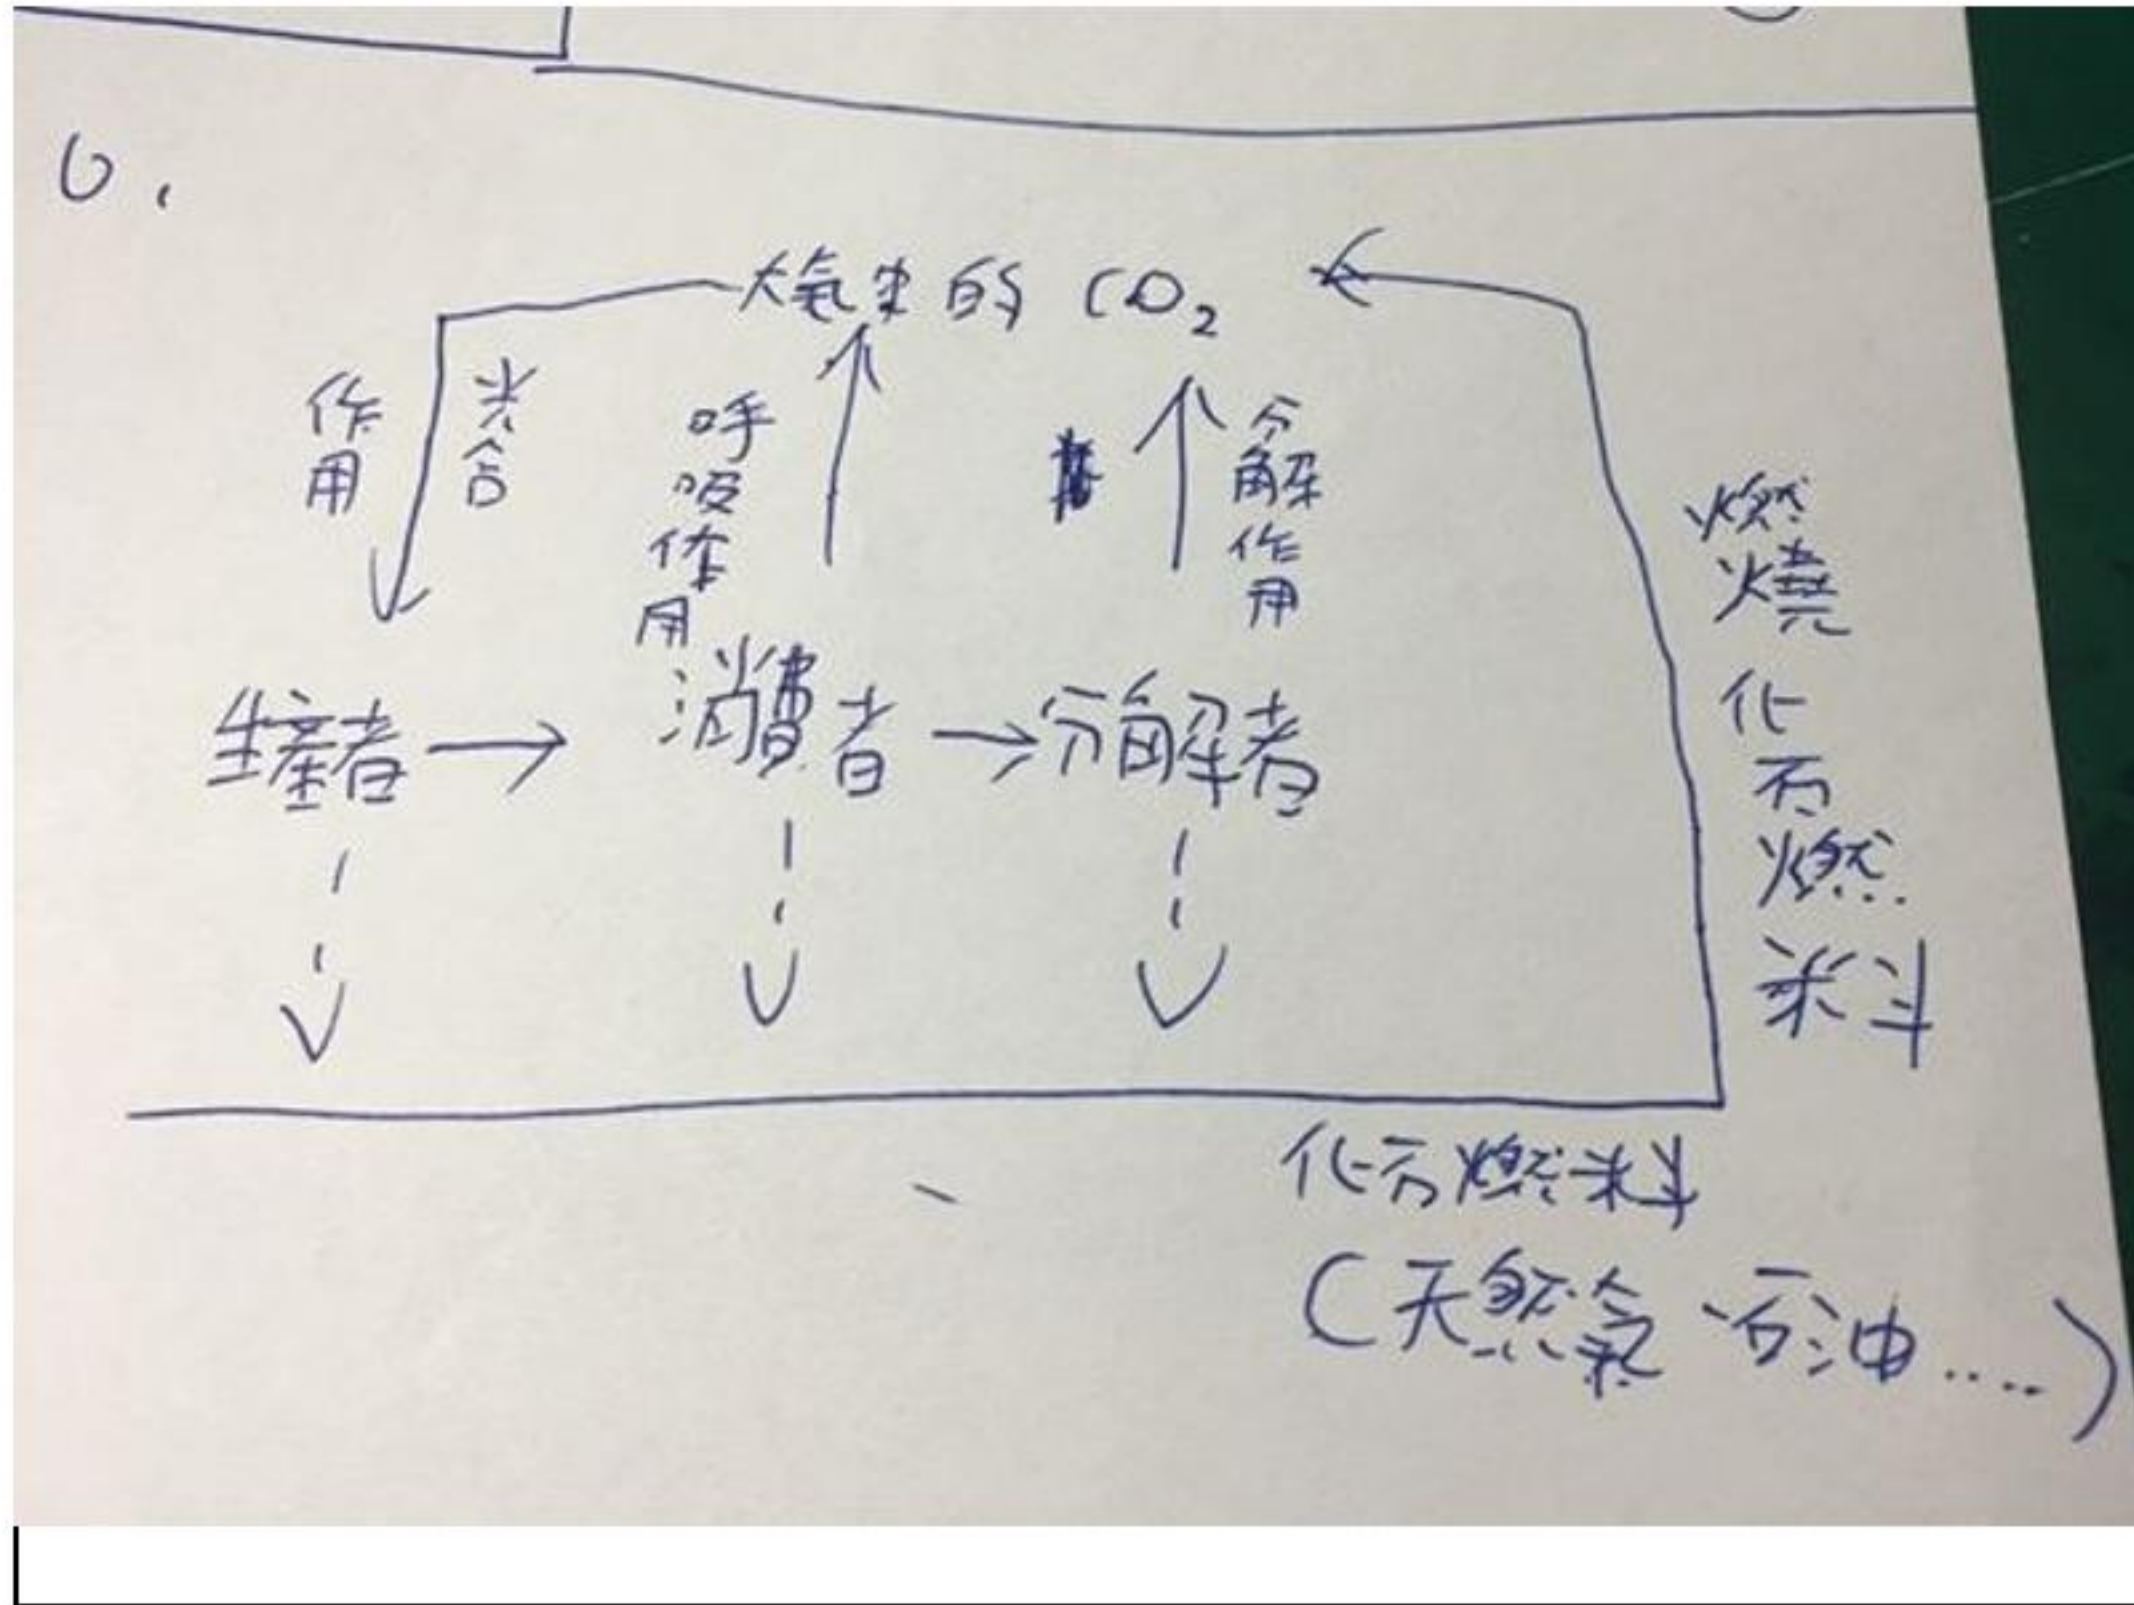 6.
大氣中的 CO₂
光合
作用
呼吸作用
分解作用
燃燒化石燃料
生產者 → 消費者 → 分解者
化石燃料
(天然氣、石油.....)